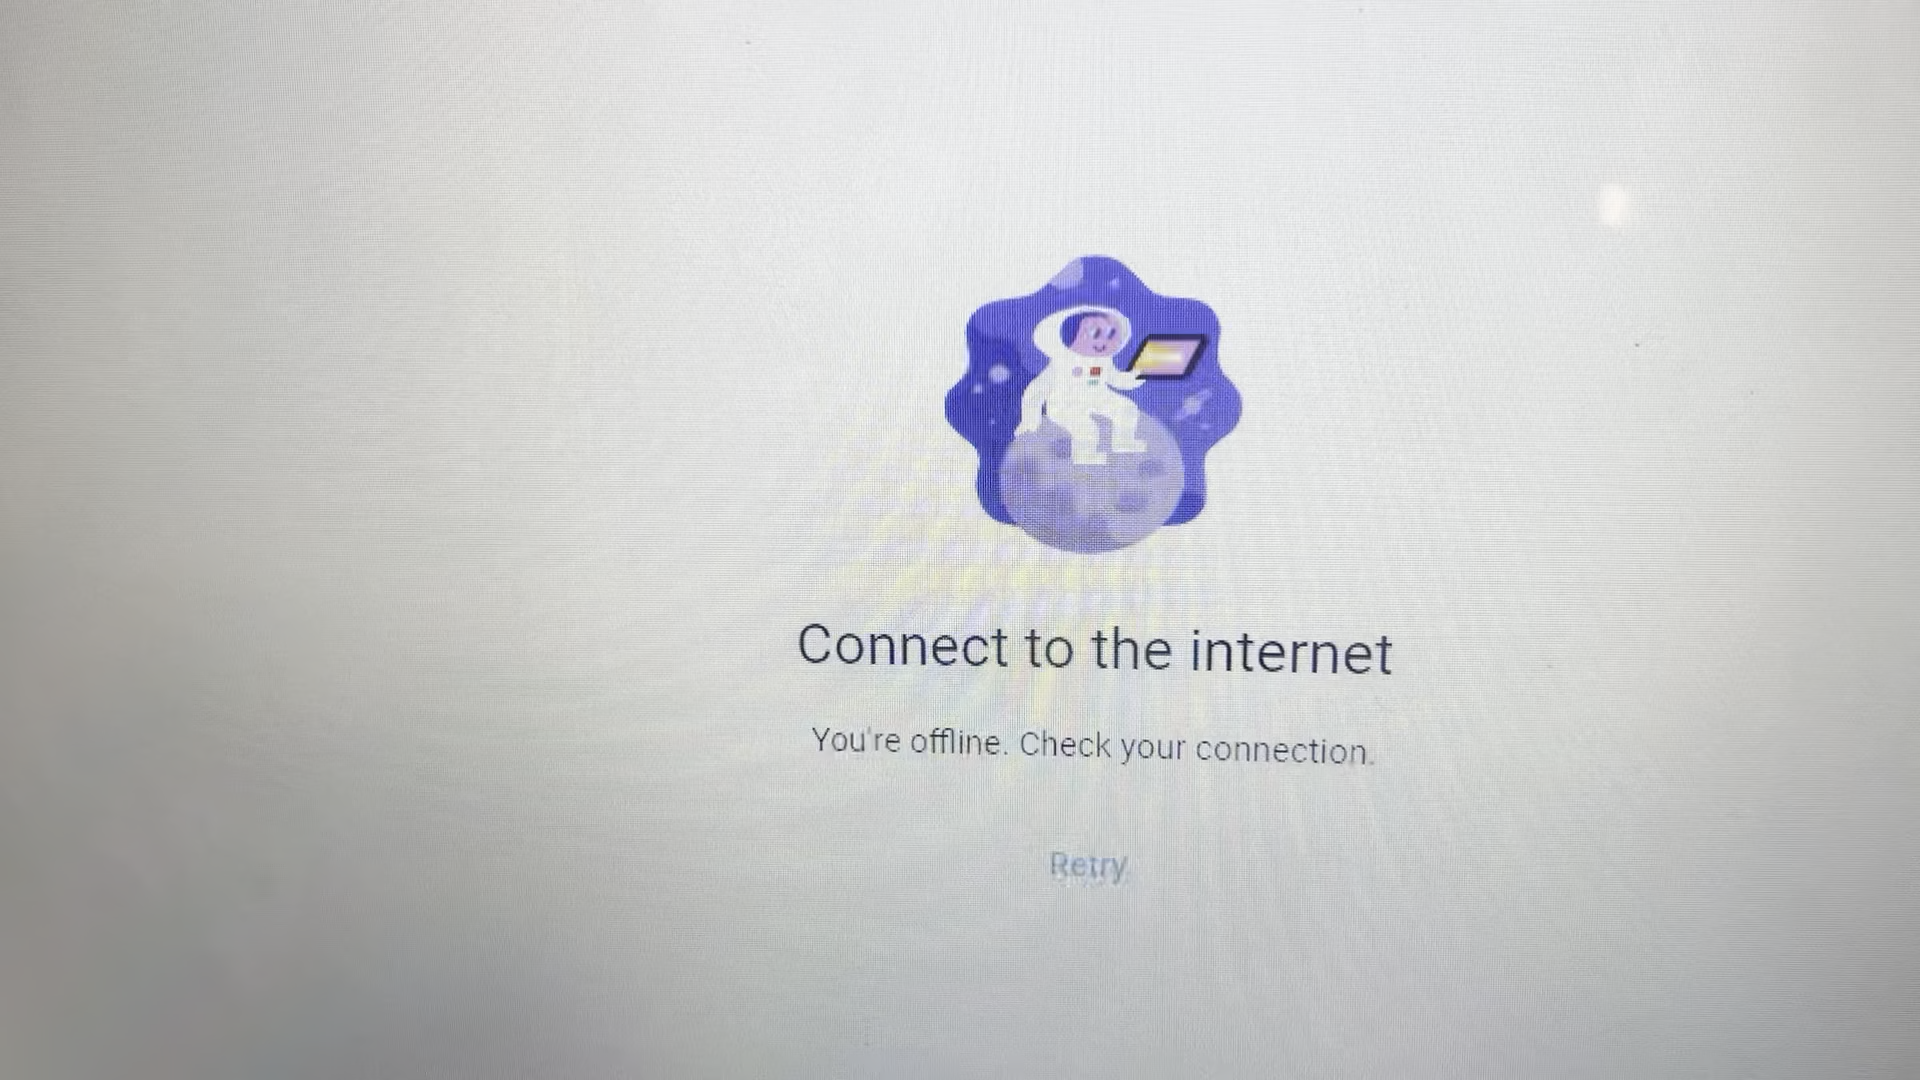 Connect to the internet
You're offline. Check your connection.
Retry